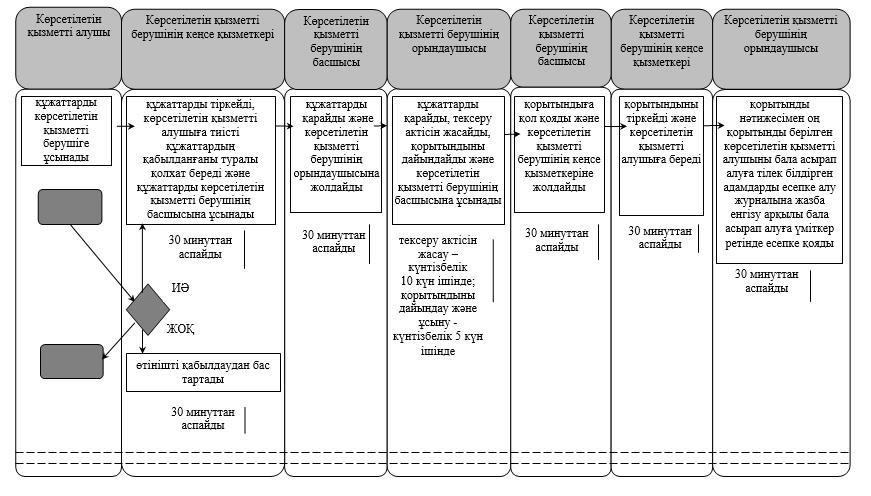 Көрсетілетін
қызметті алушы
Көрсетілетін қызметті
берушінің кеңсе қызметкері
Көрсетілетін
қызметті
берушінің
басшысы
Көрсетілетін
қызметті берушінің
орындаушысы
Көрсетілетін
қызметті
берушінің
басшысы
Көрсетілетін
қызметті
берушінің кеңсе
қызметкері
Көрсетілетін қызметті
берушінің
орындаушысы
құжаттарды
көрсетілетін
қызметті
берушіге
ұсынады
құжаттарды тіркейді,
көрсетілетін қызметті
алушыға тиісті
құжаттардың
қабылданғаны туралы
қолхат береді және
құжаттарды көрсетілетін
қызметті берушінің
басшысына ұсынады
30 минуттан
аспайды
ИӘ
ЖОҚ
өтінішті қабылдаудан бас
тартады
30 минуттан
аспайды
құжаттарды
қарайды және
көрсетілетін
қызметті
берушінің
орындаушысына
жолдайды
30 минуттан
аспайды
құжаттарды
қарайды, тексеру
актісін жасайды,
қорытындыны
дайындайды және
көрсетілетін
қызметті берушінің
басшысына ұсынады
тексеру актісін
жасау –
күнтізбелік
10 күн ішінде;
қорытындыны
дайындау және
ұсыну -
күнтізбелік 5 күн
ішінде
қорытындыға
қол қояды және
көрсетілетін
қызметті
берушінің кеңсе
қызметкеріне
жолдайды
30 минуттан
аспайды
қорытындыны
тіркейді және
көрсетілетін
қызметті
алушыға береді
30 минуттан
аспайды
қорытынды
нәтижесімен оң
қорытынды берілген
көрсетілетін қызметті
алушыны бала асырап
алуға тілек білдірген
адамдарды есепке алу
журналына жазба
енгізу арқылы бала
асырап алуға үміткер
ретінде есепке қояды
30 минуттан
аспайды